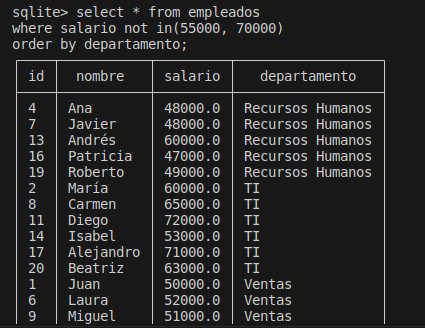 sqlite> select * from empleados
where salario not in(55000, 70000)
order by departamento;
id nombre salario departamento
4 Ana 48000.0 Recursos Humanos
7 Javier 48000.0 Recursos Humanos
13 Andrés 60000.0 Recursos Humanos
16 Patricia 47000.0 Recursos Humanos
19 Roberto 49000.0 Recursos Humanos
2 María 60000.0 TI
8 Carmen 65000.0 TI
11 Diego 72000.0 TI
14 Isabel 53000.0 TI
17 Alejandro 71000.0 TI
20 Beatriz 63000.0 TI
1 Juan 50000.0 Ventas
6 Laura 52000.0 Ventas
9 Miguel 51000.0 Ventas